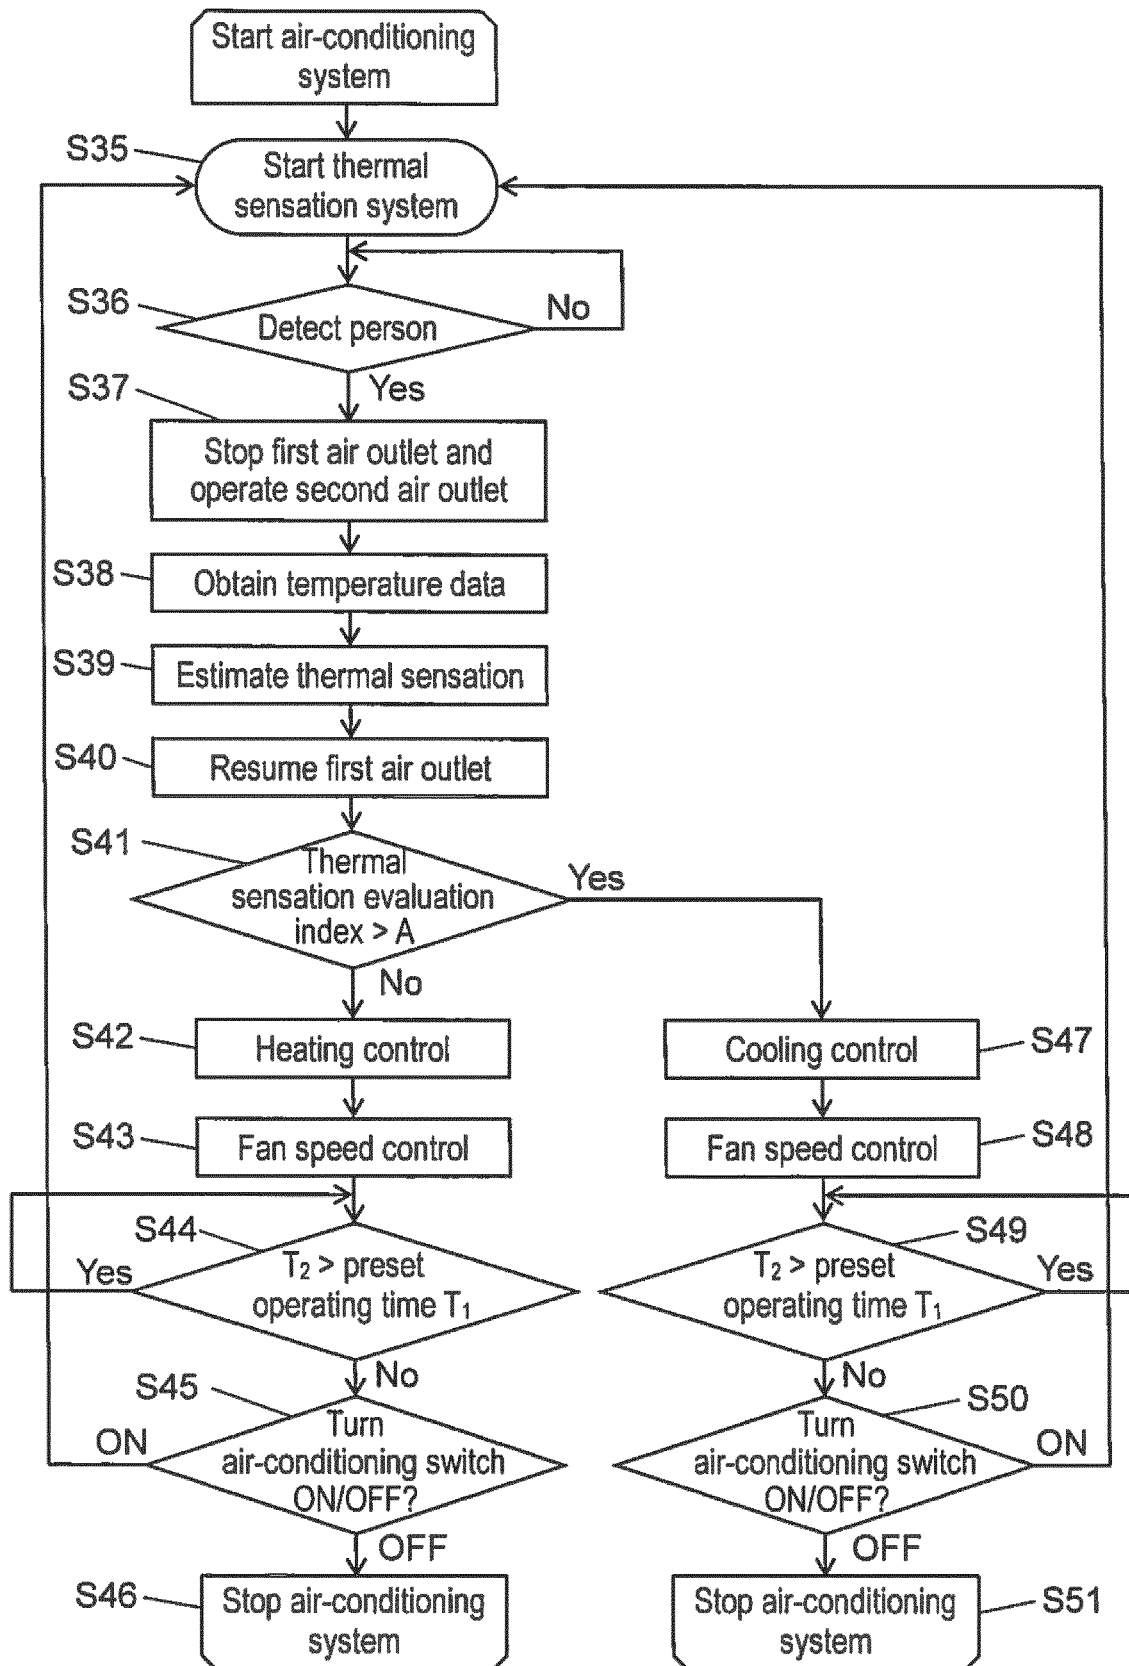 Start air-conditioning
system
S35
Start thermal
sensation system
S36
Detect person
No
Yes
S37
Stop first air outlet and
operate second air outlet
S38
Obtain temperature data
S39
Estimate thermal sensation
S40
Resume first air outlet
S41
Thermal
sensation evaluation
index > A
Yes
No
S42
Heating control
Cooling control
S47
S43
Fan speed control
Fan speed control
S48
S44
T₂ > preset
operating time T₁
Yes
No
S49
T₂ > preset
operating time T₁
Yes
No
S45
Turn
air-conditioning switch
ON/OFF?
ON
OFF
S50
Turn
air-conditioning switch
ON/OFF?
ON
OFF
S46
Stop air-conditioning
system
Stop air-conditioning
system
S51